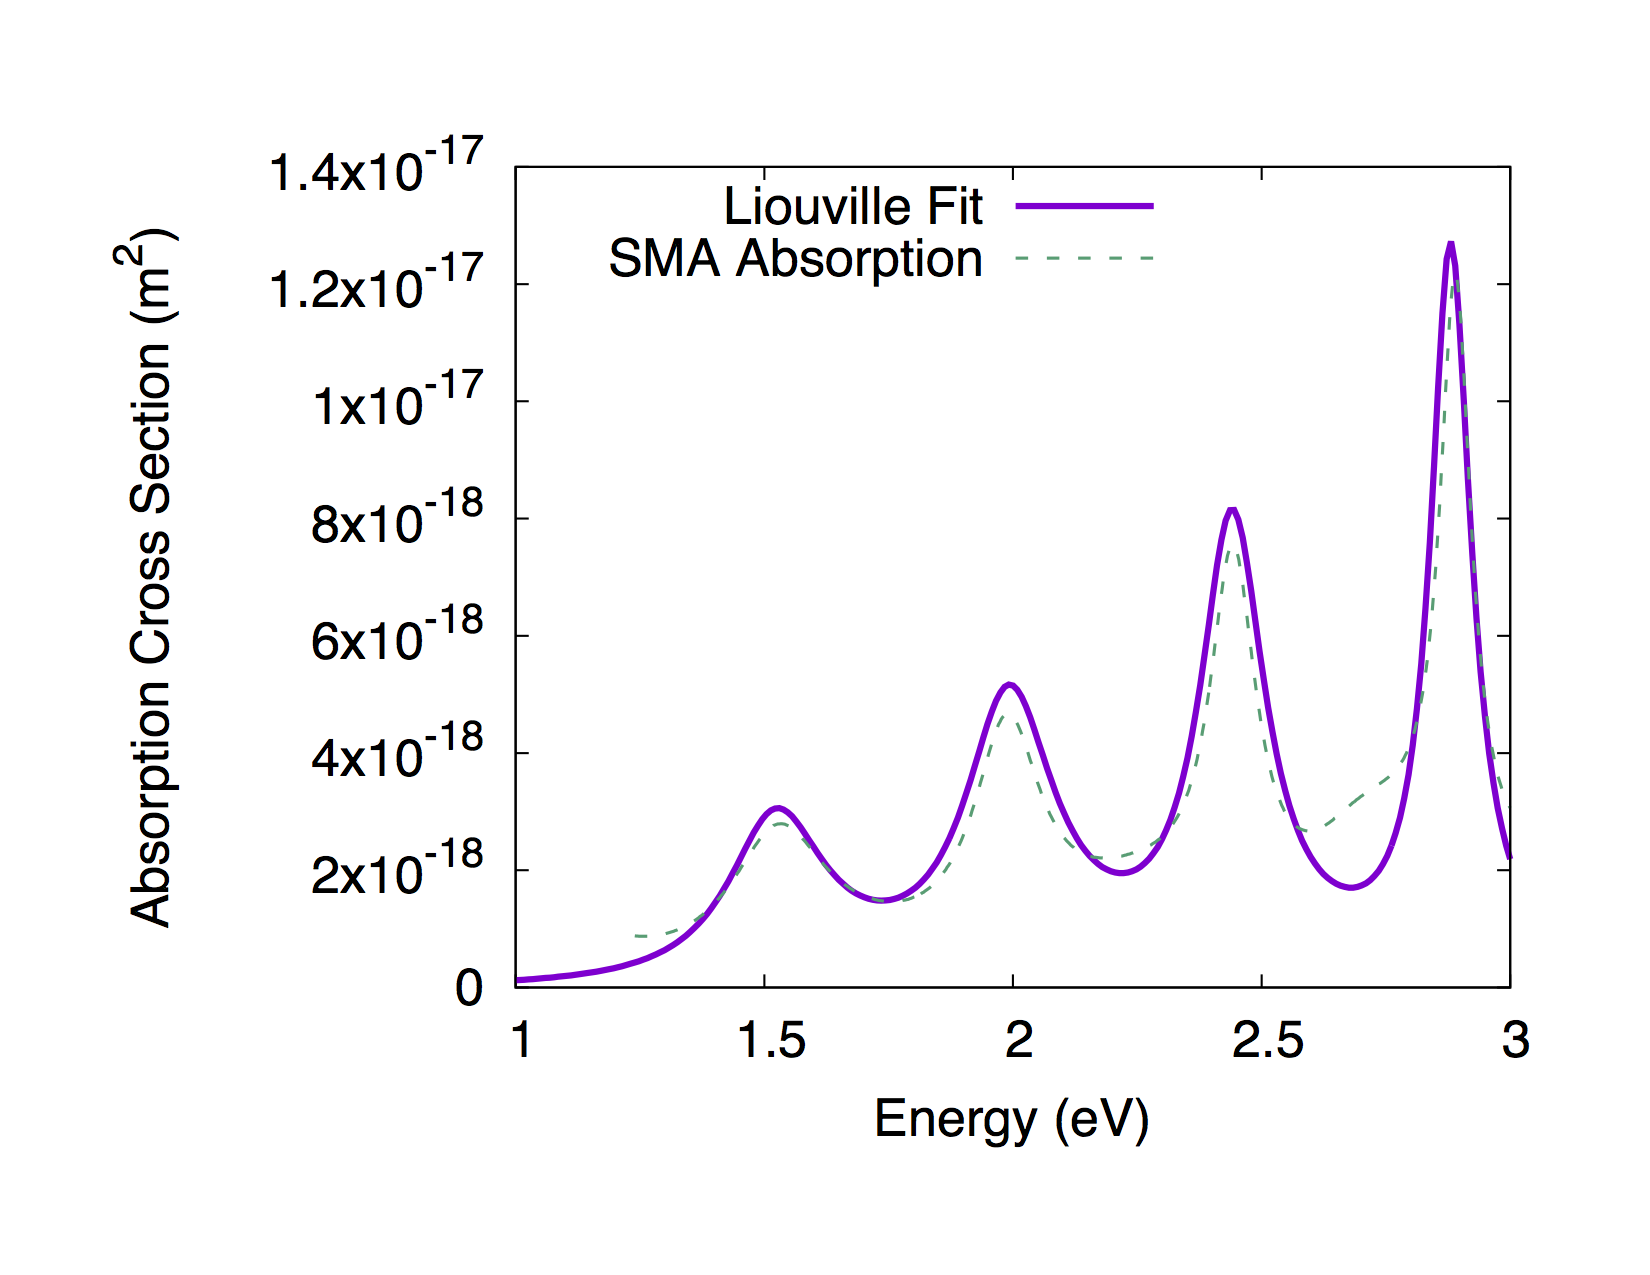 1.4x10^-17
1.2x10^-17
1x10^-17
8x10^-18
6x10^-18
4x10^-18
2x10^-18
0
Absorption Cross Section (m^2)
Liouville Fit
SMA Absorption
1 1.5 2 2.5 3
Energy (eV)